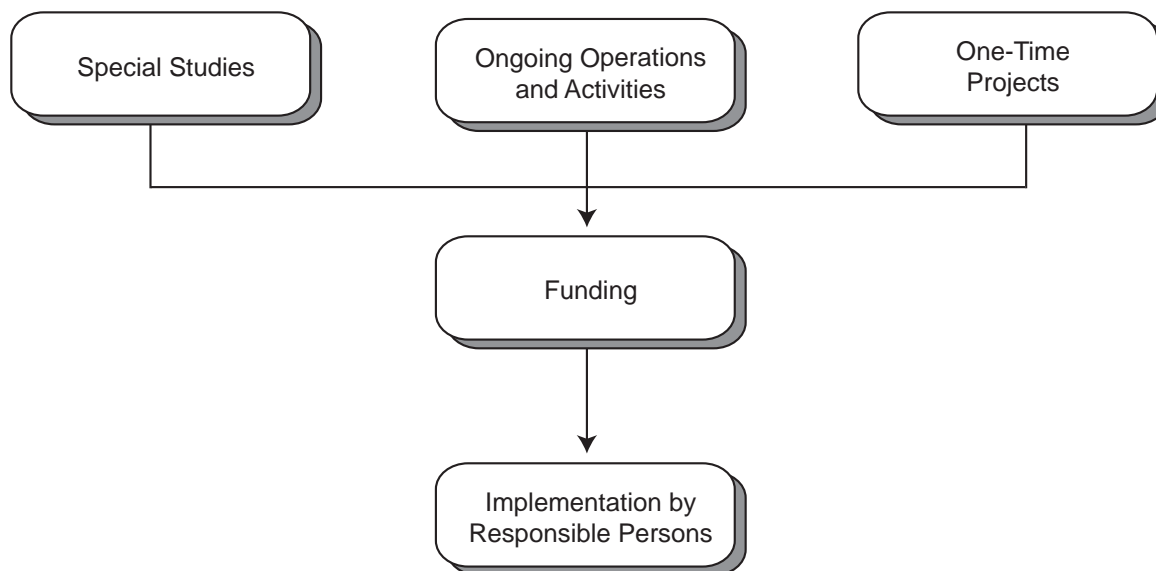 Special Studies
Ongoing Operations
and Activities
One-Time
Projects
Funding
Implementation by
Responsible Persons